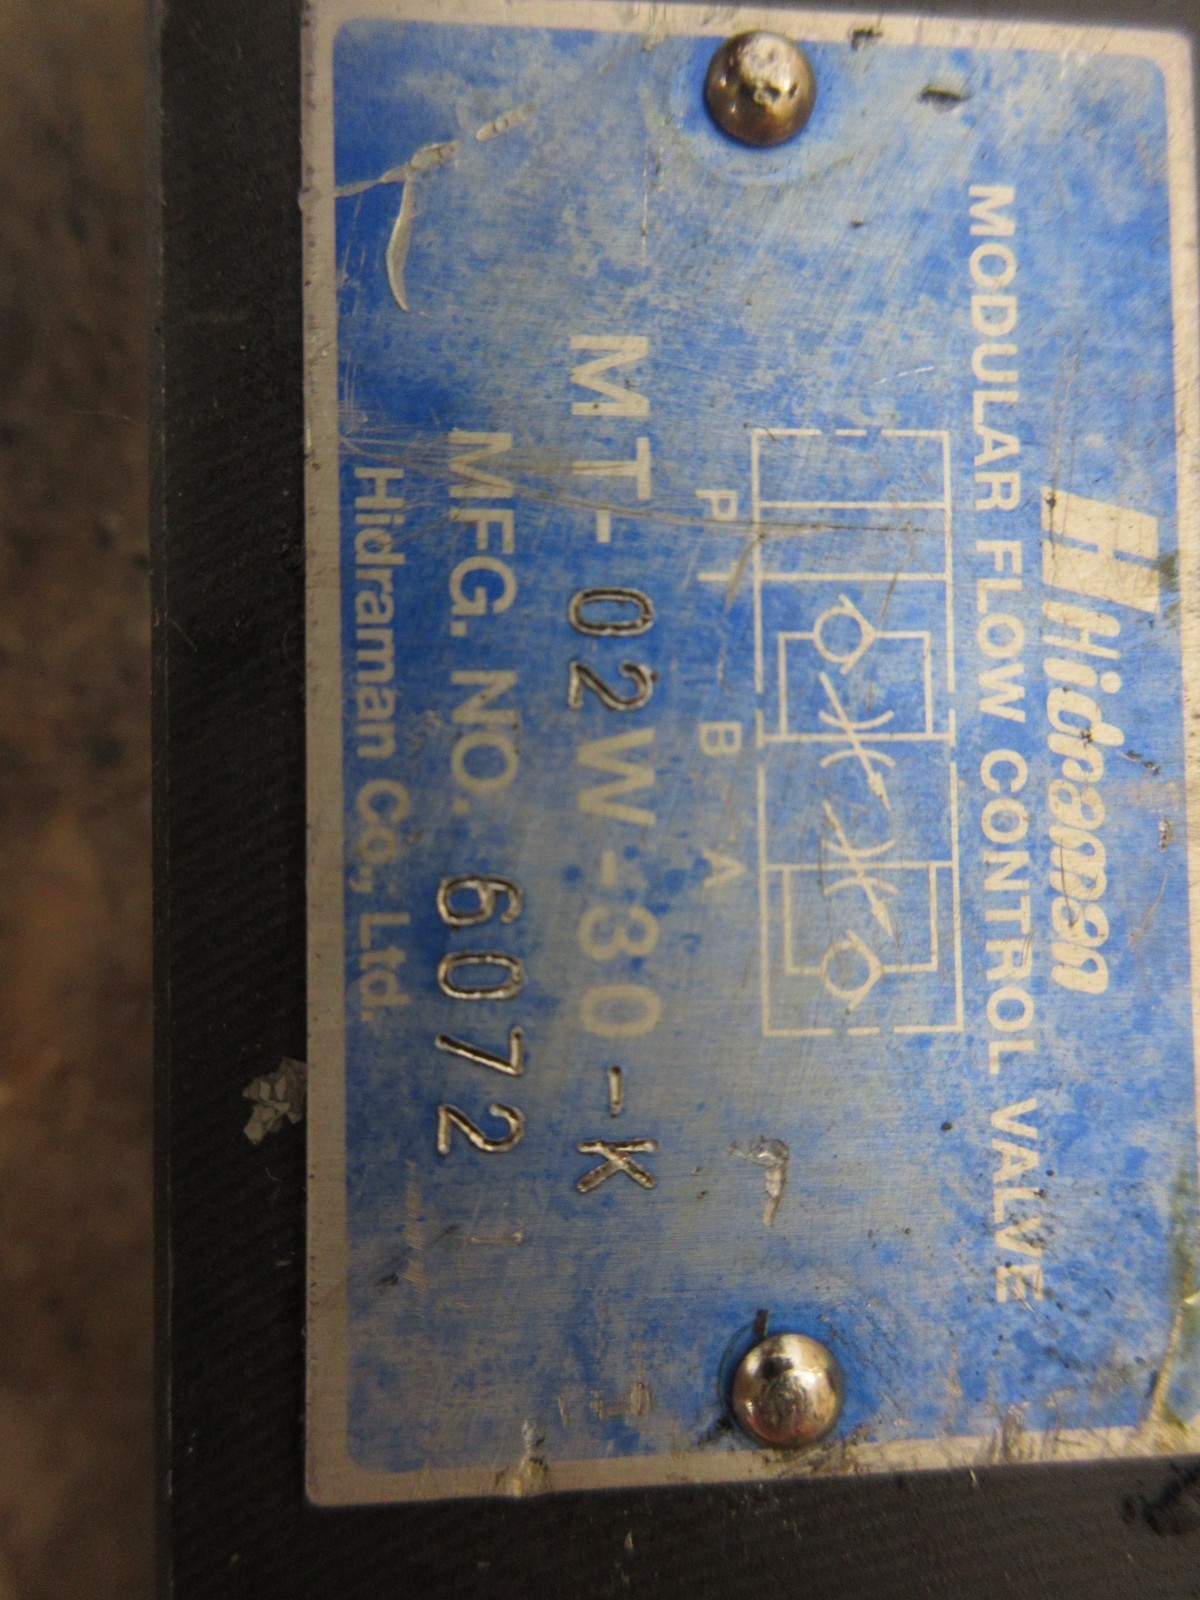 Hidraman
MODULAR FLOW CONTROL VALVE
P T B A
MT-02W-30-K
MFG. NO. 6072
Hidraman Co., Ltd.